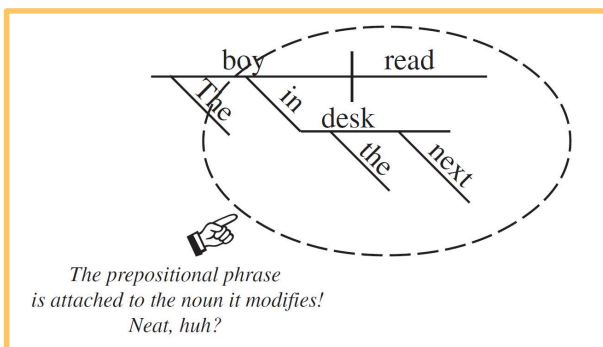 boy read
The in
desk
the next
The prepositional phrase
is attached to the noun it modifies!
Neat, huh?